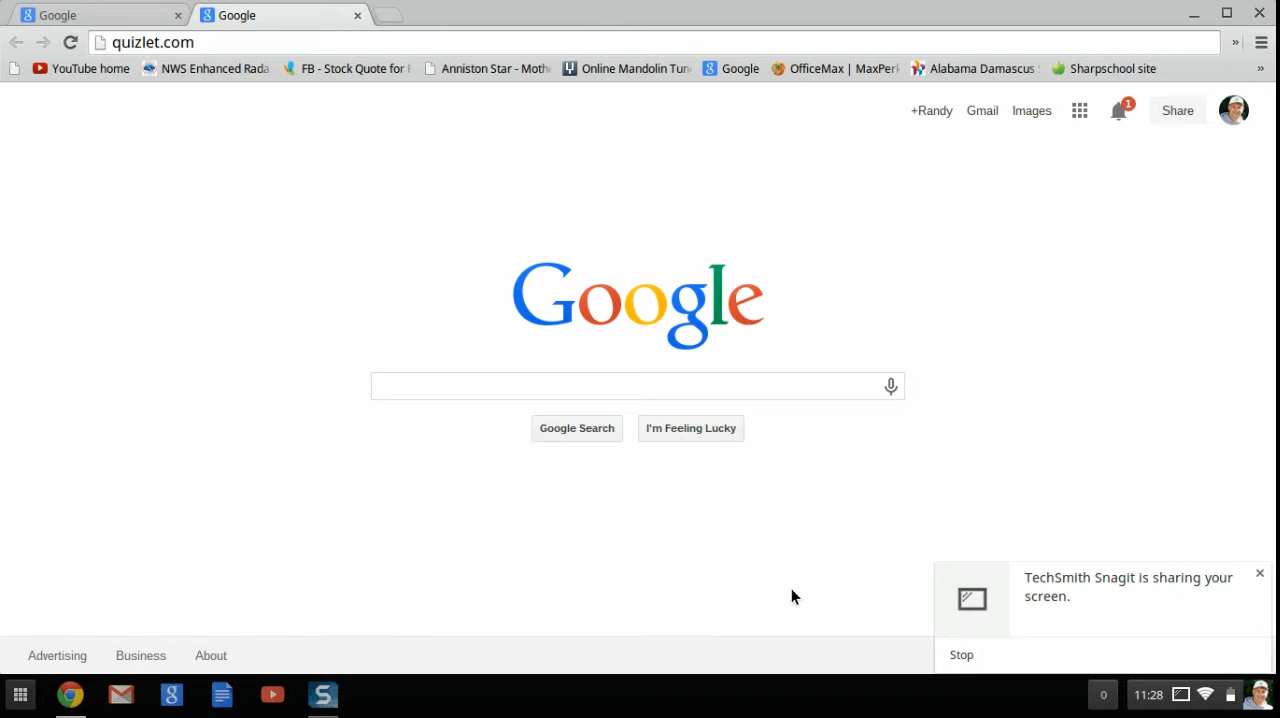 Google
Google
quizlet.com
YouTube home
NWS Enhanced Rada
FB - Stock Quote for F
Anniston Star - Mothe
Online Mandolin Tun
Google
OfficeMax | MaxPerk
Alabama Damascus
Sharpschool site
+Randy
Gmail
Images
1
Share
Google
Google Search
I'm Feeling Lucky
TechSmith Snagit is sharing your
screen.
Stop
Advertising
Business
About
0
11:28